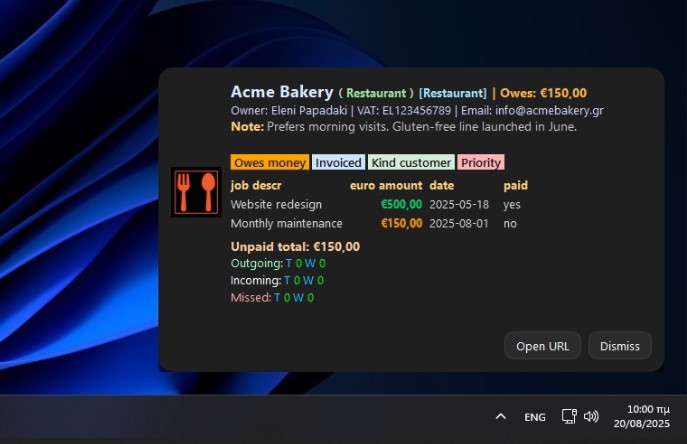 Acme Bakery ( Restaurant ) [Restaurant] | Owes: €150,00
Owner: Eleni Papadaki | VAT: EL123456789 | Email: info@acmebakery.gr
Note: Prefers morning visits. Gluten-free line launched in June.
Owes money Invoiced Kind customer Priority
job descr euro amount date paid
Website redesign €500,00 2025-05-18 yes
Monthly maintenance €150,00 2025-08-01 no
Unpaid total: €150,00
Outgoing: T 0 W 0
Incoming: T 0 W 0
Missed: T 0 W 0
Open URL Dismiss
ENG 10:00 πμ
20/08/2025